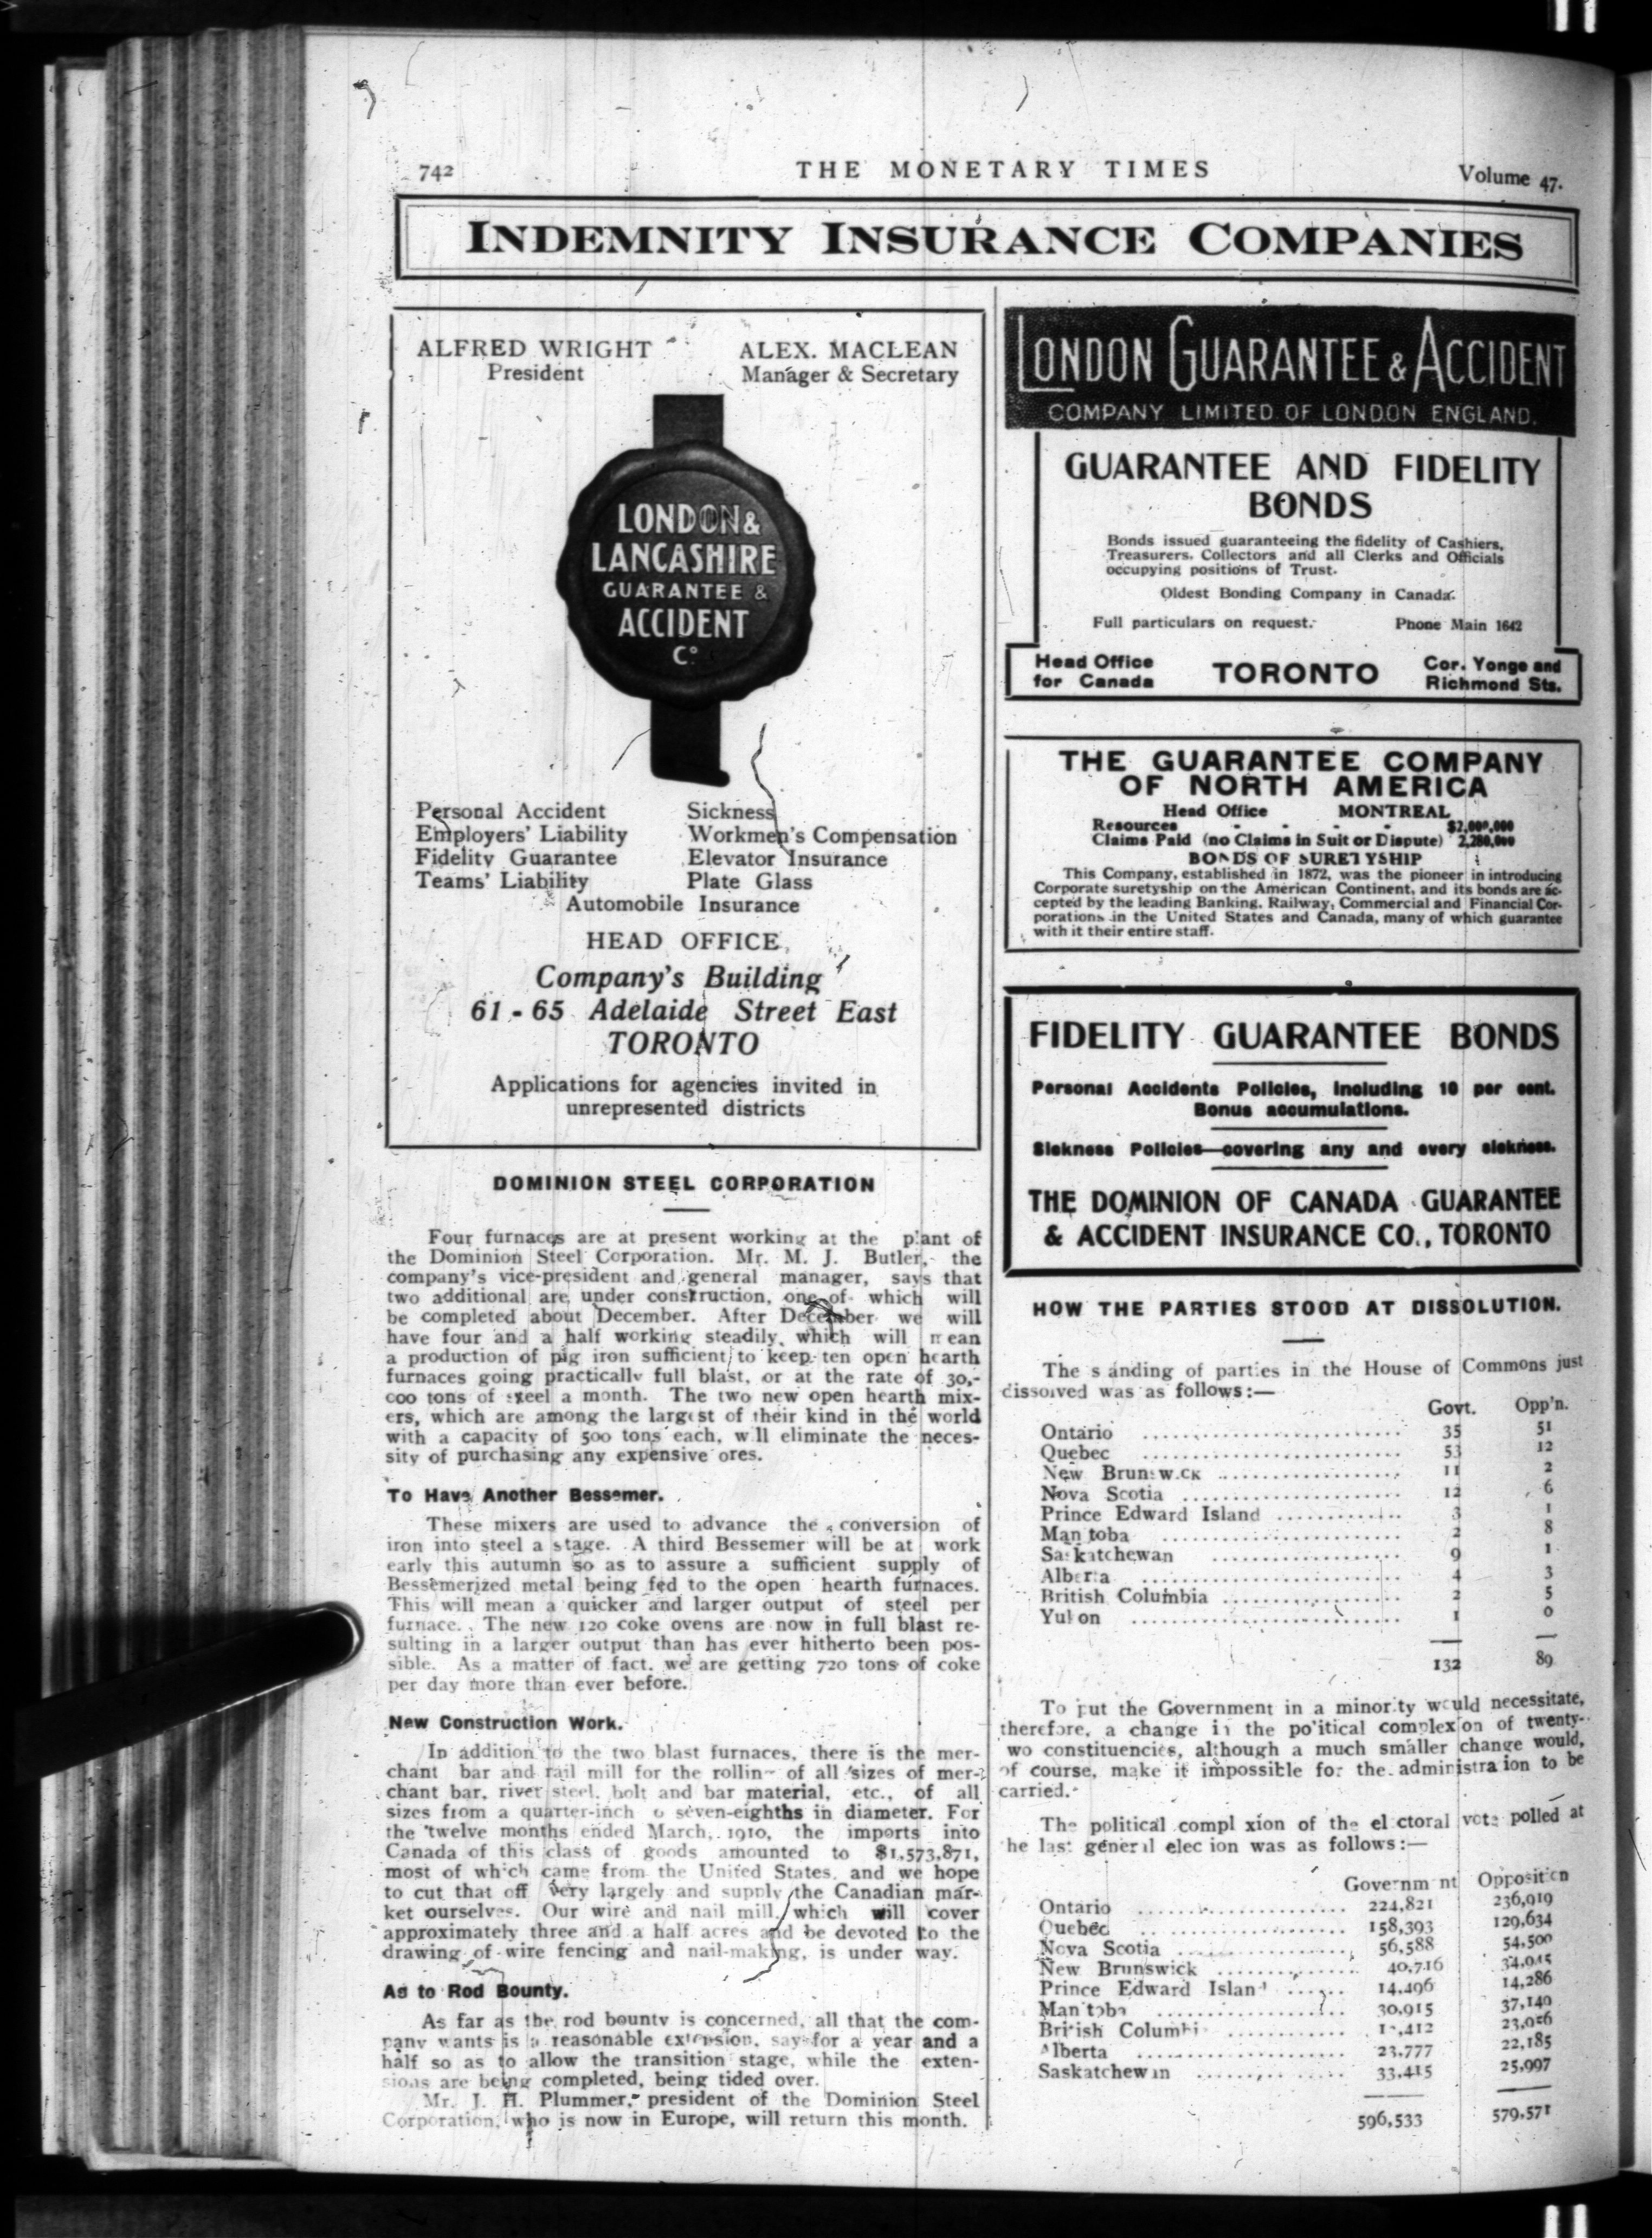 742
THE MONETARY TIMES
Volume 47.
INDEMNITY INSURANCE COMPANIES
ALFRED WRIGHT
President
ALEX. MACLEAN
Manager & Secretary
LONDON &
LANCASHIRE
GUARANTEE &
ACCIDENT
Co
Personal Accident Sickness
Employers' Liability Workmen's Compensation
Fidelity Guarantee Elevator Insurance
Teams' Liability Plate Glass
Automobile Insurance
HEAD OFFICE
Company's Building
61-65 Adelaide Street East
TORONTO
Applications for agencies invited in
unrepresented districts
DOMINION STEEL CORPORATION
Four furnaces are at present working at the plant of
the Dominion Steel Corporation. Mr. M. J. Butler, the
company's vice-president and general manager, says that
two additional are under construction, one of which will
be completed about December. After December we will
have four and a half working steadily, which will mean
a production of pig iron sufficient to keep ten open hearth
furnaces going practically full blast, or at the rate of 30,-
000 tons of steel a month. The two new open hearth mix-
ers, which are among the largest of their kind in the world
with a capacity of 500 tons each, will eliminate the neces-
sity of purchasing any expensive ores.
To Have Another Bessemer.
These mixers are used to advance the conversion of
iron into steel a stage. A third Bessemer will be at work
early this autumn so as to assure a sufficient supply of
Bessemerized metal being fed to the open hearth furnaces.
This will mean a quicker and larger output of steel per
furnace. The new 120 coke ovens are now in full blast re-
sulting in a larger output than has ever hitherto been pos-
sible. As a matter of fact, we are getting 720 tons of coke
per day more than ever before.
New Construction Work.
In addition to the two blast furnaces, there is the mer-
chant bar and rail mill for the rolling of all sizes of mer-
chant bar, river steel, bolt and bar material, etc., of all
sizes from a quarter-inch to seven-eighths in diameter. For
the twelve months ended March, 1910, the imports into
Canada of this class of goods amounted to $1,573,871,
most of which came from the United States, and we hope
to cut that off very largely and supply the Canadian mar-
ket ourselves. Our wire and nail mill, which will cover
approximately three and a half acres and be devoted to the
drawing of wire fencing and nail-making, is under way.
As to Rod Bounty.
As far as the rod bounty is concerned, all that the com-
pany wants is a reasonable extension, say for a year and a
half so as to allow the transition stage, while the exten-
sions are being completed, being tided over.
Mr. J. H. Plummer, president of the Dominion Steel
Corporation, who is now in Europe, will return this month.
LONDON GUARANTEE & ACCIDENT
COMPANY LIMITED OF LONDON ENGLAND.
GUARANTEE AND FIDELITY
BONDS
Bonds issued guaranteeing the fidelity of Cashiers,
Treasurers, Collectors and all Clerks and Officials
occupying positions of Trust.
Oldest Bonding Company in Canada.
Full particulars on request. Phone Main 1642
Head Office
for Canada
TORONTO
Cor. Yonge and
Richmond Sts.
THE GUARANTEE COMPANY
OF NORTH AMERICA
Head Office MONTREAL
Resources - - - - $2,000,000
Claims Paid (no Claims in Suit or Dispute) 2,280,000
BONDS OF SURETYSHIP
This Company, established in 1872, was the pioneer in introducing
Corporate suretyship on the American Continent, and its bonds are ac-
cepted by the leading Banking, Railway, Commercial and Financial Cor-
porations in the United States and Canada, many of which guarantee
with it their entire staff.
FIDELITY GUARANTEE BONDS
Personal Accidents Policies, including 10 per cent.
Bonus accumulations.
Sickness Policies—covering any and every sickness.
THE DOMINION OF CANADA GUARANTEE
& ACCIDENT INSURANCE CO., TORONTO
HOW THE PARTIES STOOD AT DISSOLUTION.
The standing of parties in the House of Commons just
dissolved was as follows:—
Govt. Opp'n.
Ontario 35 51
Quebec 53 12
New Brunswick 11 2
Nova Scotia 12 6
Prince Edward Island 3 1
Manitoba 2 8
Saskatchewan 9 1
Alberta 4 3
British Columbia 2 5
Yukon 1 0
132 89
To put the Government in a minority would necessitate,
therefore, a change in the political complexion of twenty-
two constituencies, although a much smaller change would,
of course, make it impossible for the administration to be
carried.
The political complexion of the electoral vote polled at
the last general election was as follows:—
Government Opposition
Ontario 224,821 236,019
Quebec 158,393 129,634
Nova Scotia 56,588 54,500
New Brunswick 40,716
Prince Edward Island 14,496 14,286
Manitoba 30,915 37,140
British Columbia
Alberta 23,777 22,185
Saskatchewan 33,415 25,997
596,533 579,571